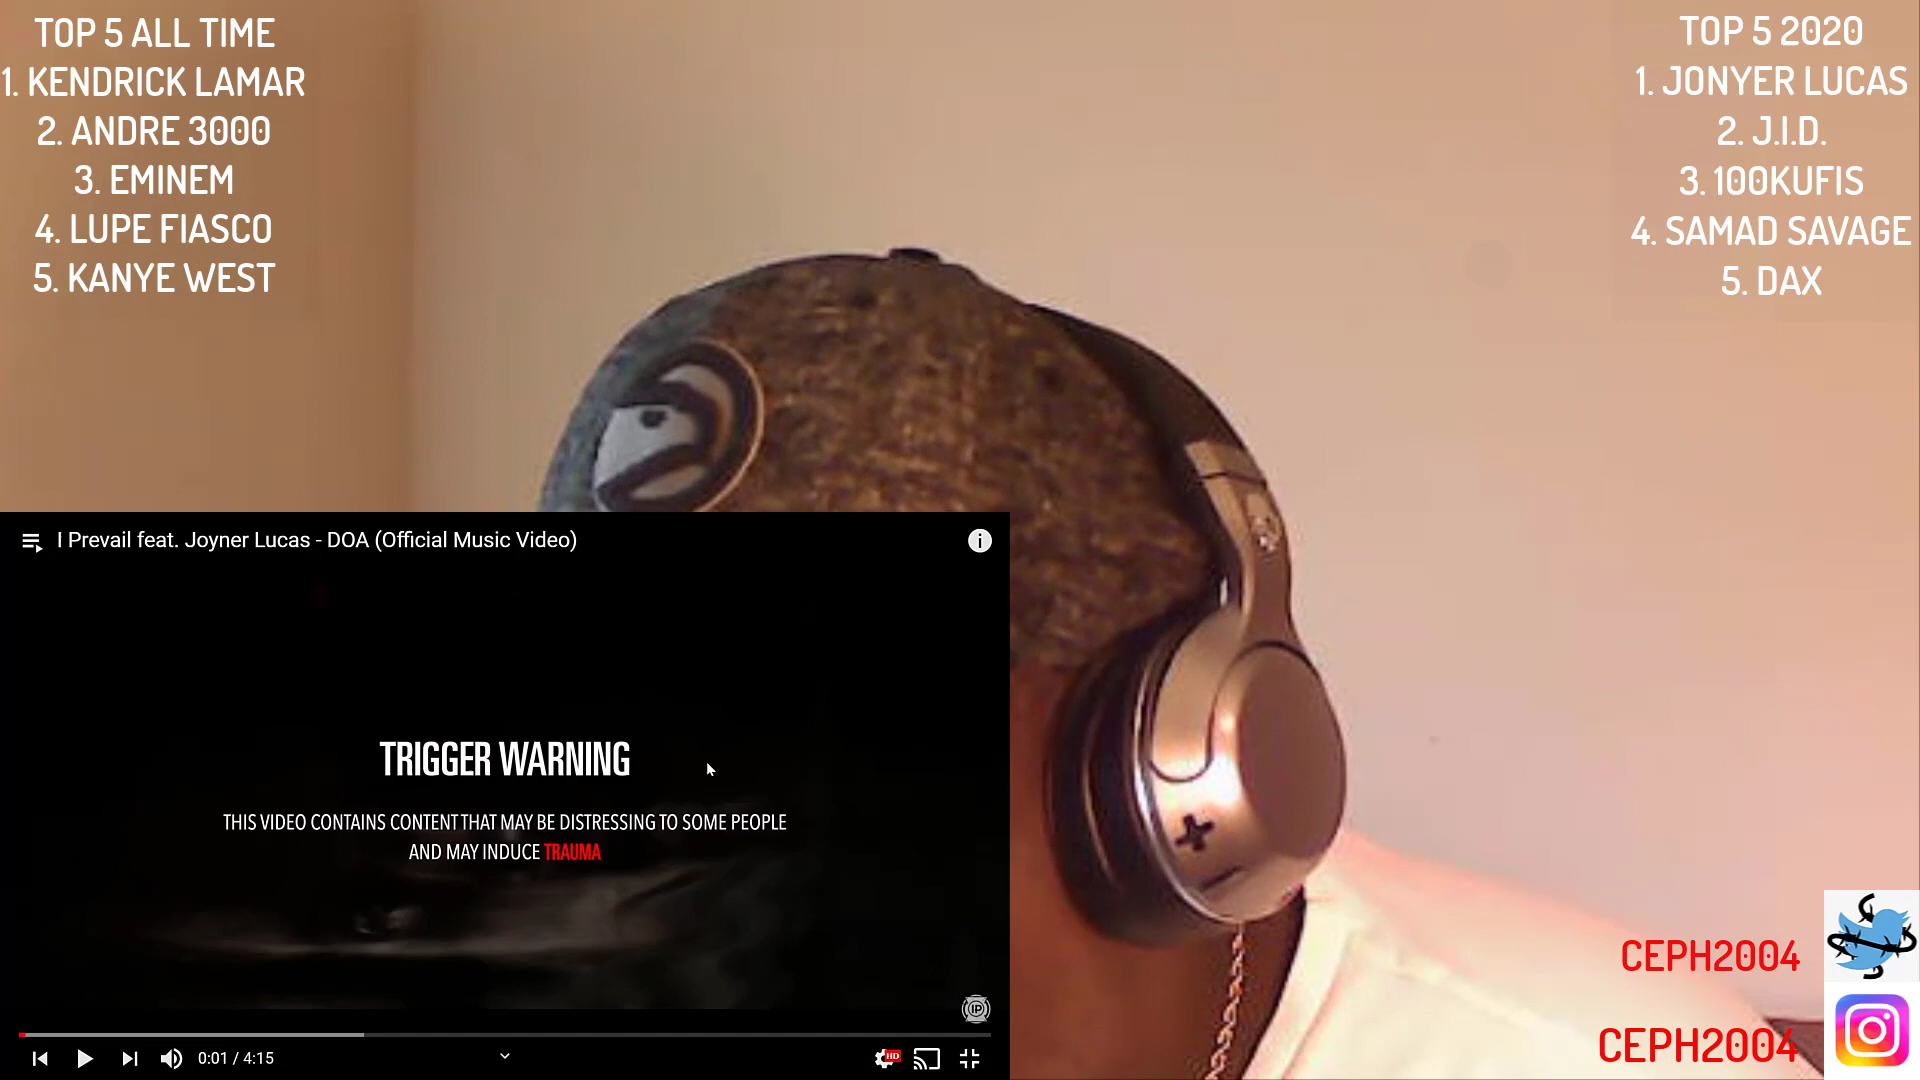 TOP 5 ALL TIME
1. KENDRICK LAMAR
2. ANDRE 3000
3. EMINEM
4. LUPE FIASCO
5. KANYE WEST
TOP 5 2020
1. JONYER LUCAS
2. J.I.D.
3. 100KUFIS
4. SAMAD SAVAGE
5. DAX
I Prevail feat. Joyner Lucas - DOA (Official Music Video)
TRIGGER WARNING
THIS VIDEO CONTAINS CONTENT THAT MAY BE DISTRESSING TO SOME PEOPLE
AND MAY INDUCE TRAUMA
IP
0:01 / 4:15
HD
CEPH2004
CEPH2004